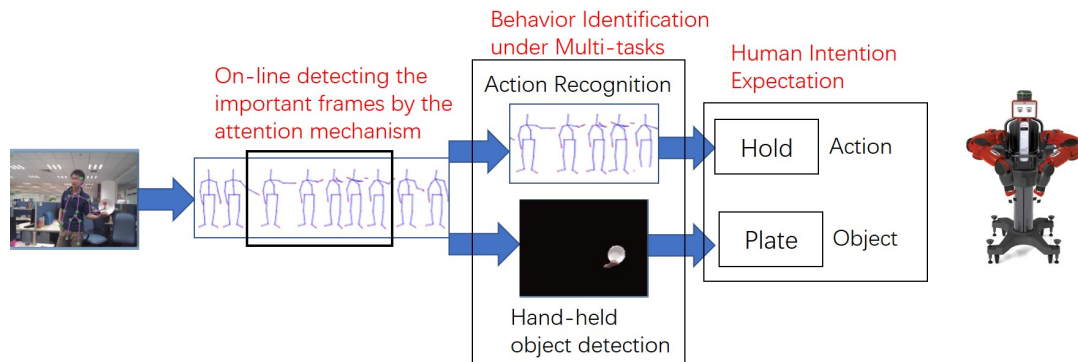 On-line detecting the
important frames by the
attention mechanism
Behavior Identification
under Multi-tasks
Action Recognition
Hand-held
object detection
Human Intention
Expectation
Hold
Action
Plate
Object